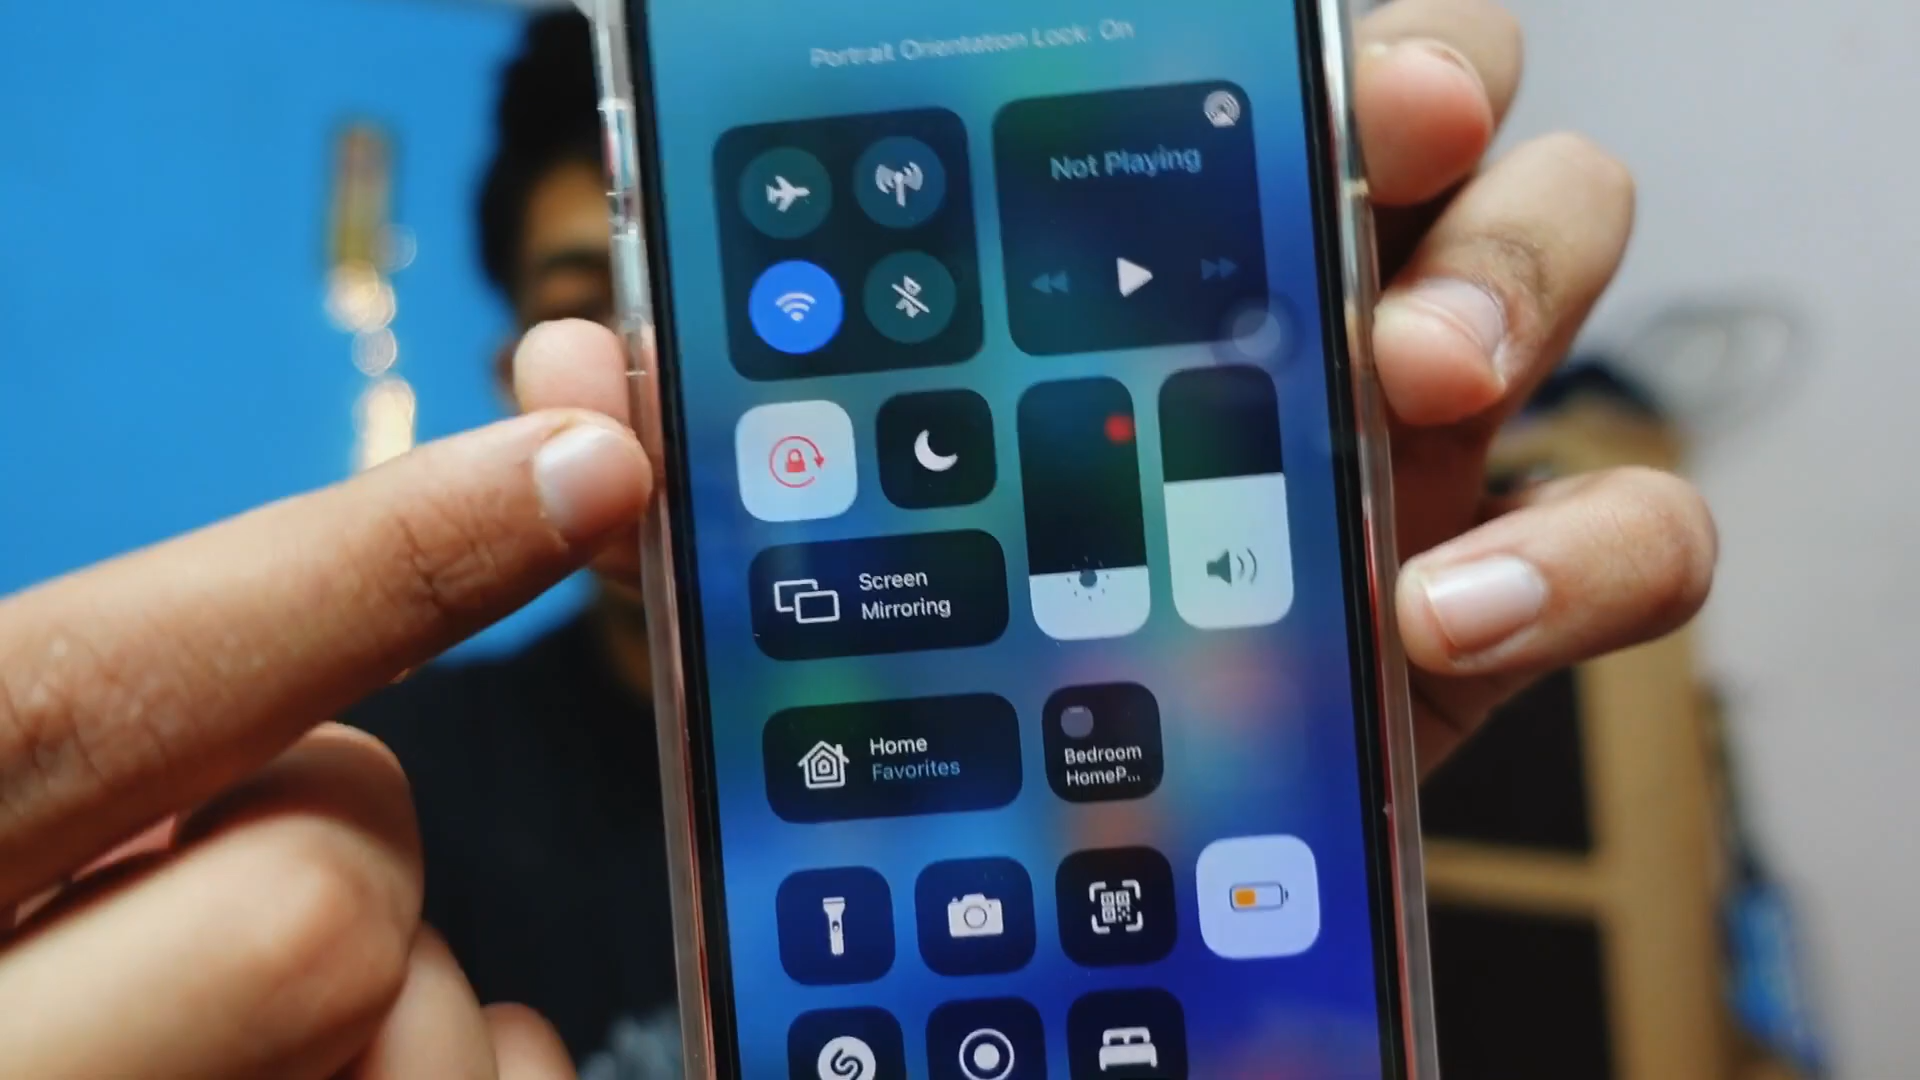 Portrait Orientation Lock: On
Not Playing
Screen
Mirroring
Home
Favorites
Bedroom
HomeP...